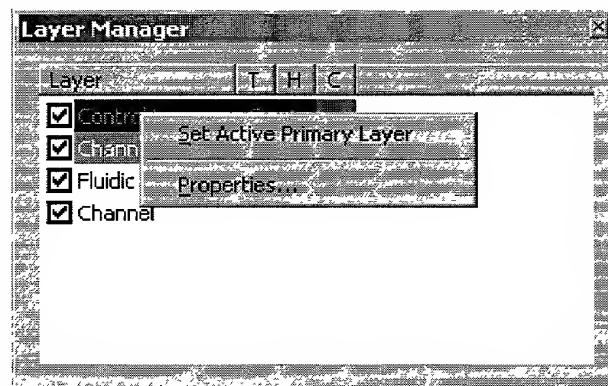 Layer Manager
Layer T H C
Set Active Primary Layer
Properties...
Fluidic
Channel